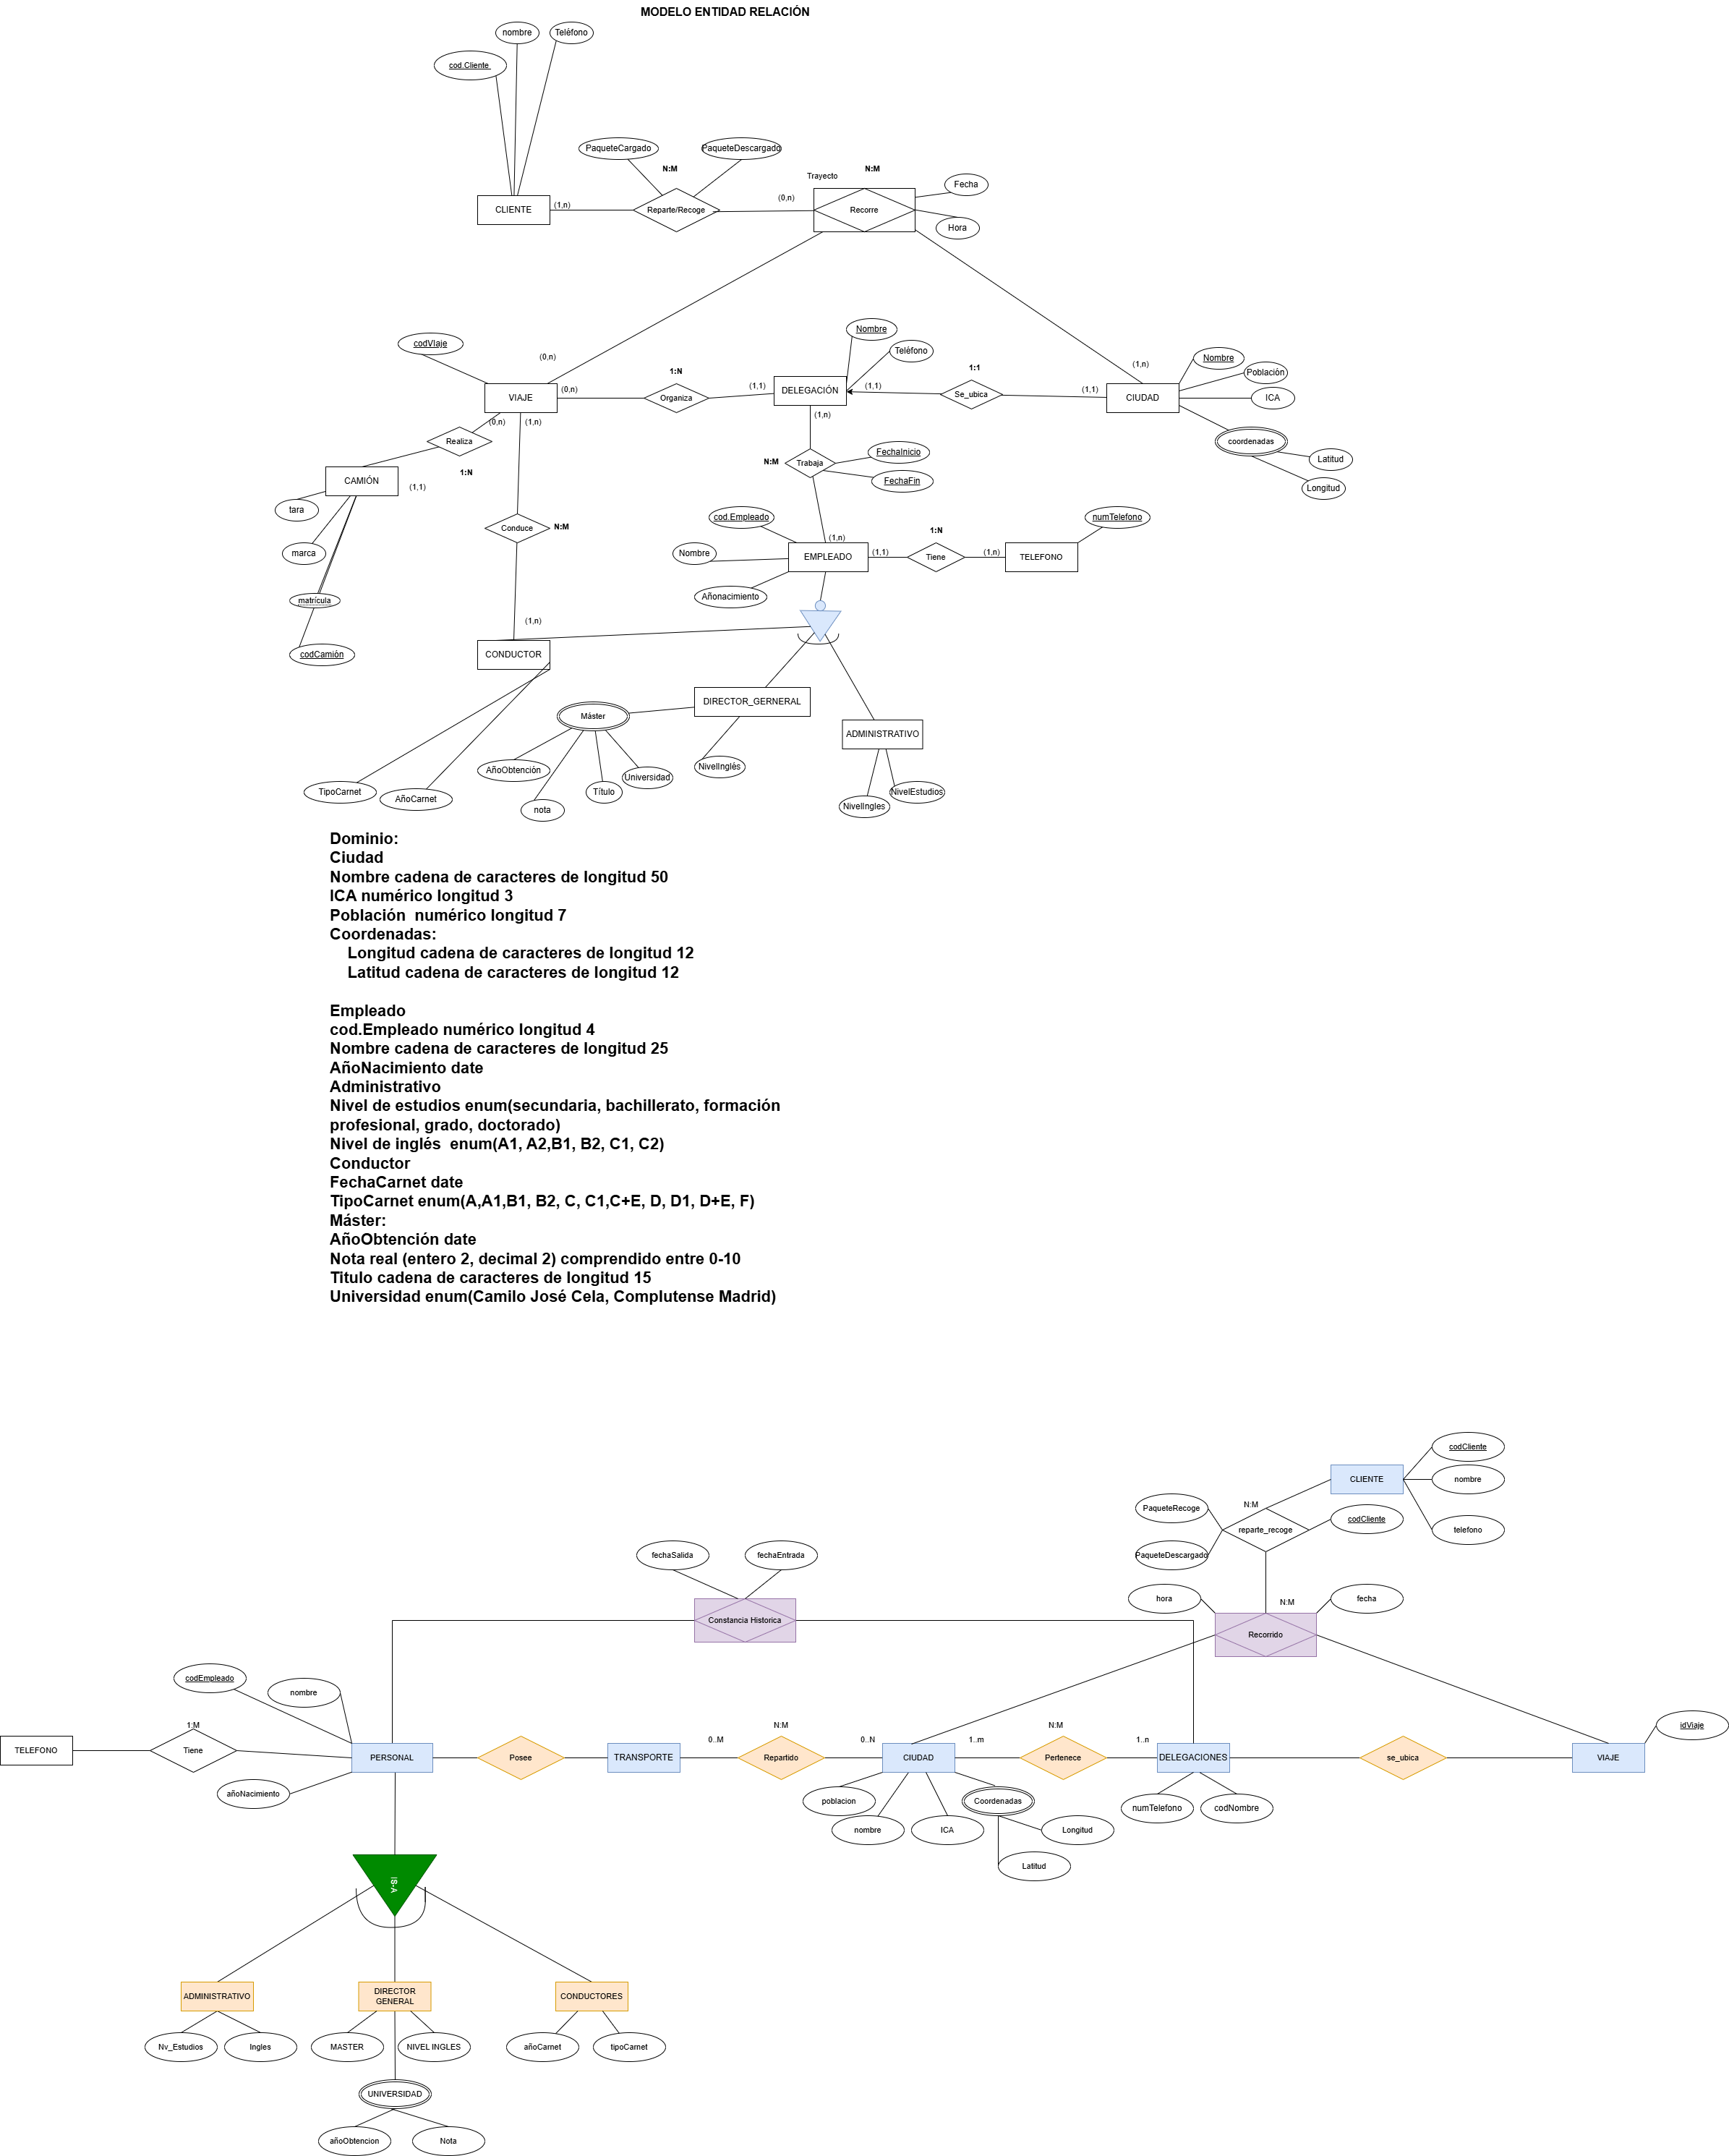 MODELO ENTIDAD RELACIÓN
nombre
Teléfono
cod.Cliente
PaqueteCargado
PaqueteDescargado
N:M
N:M
Trayecto
Fecha
CLIENTE
(1,n)
Reparte/Recoge
(0,n)
Recorre
Hora
codVIaje
Nombre
Teléfono
Nombre
(0,n)
(1,n)
1:N
1:1
Población
VIAJE
(0,n)
Organiza
(1,1)
DELEGACIÓN
(1,1)
Se_ubica
(1,1)
CIUDAD
ICA
(0,n)
(1,n)
(1,n)
Realiza
coordenadas
1:N
N:M
Trabaja
FechaInicio
Latitud
CAMIÓN
(1,1)
FechaFin
Longitud
tara
cod.Empleado
1:N
numTelefono
Conduce
N:M
(1,n)
marca
Nombre
EMPLEADO
(1,1)
Tiene
(1,n)
TELEFONO
matrícula
Añonacimiento
(1,n)
codCamión
CONDUCTOR
DIRECTOR_GERNERAL
Máster
ADMINISTRATIVO
AñoObtención
Universidad
NivelInglés
TipoCarnet
AñoCarnet
nota
Título
NivelIngles
NivelEstudios
Dominio:
Ciudad
Nombre cadena de caracteres de longitud 50
ICA numérico longitud 3
Población  numérico longitud 7
Coordenadas:
Longitud cadena de caracteres de longitud 12
Latitud cadena de caracteres de longitud 12
Empleado
cod.Empleado numérico longitud 4
Nombre cadena de caracteres de longitud 25
AñoNacimiento date
Administrativo
Nivel de estudios enum(secundaria, bachillerato, formación
profesional, grado, doctorado)
Nivel de inglés  enum(A1, A2,B1, B2, C1, C2)
Conductor
FechaCarnet date
TipoCarnet enum(A,A1,B1, B2, C, C1,C+E, D, D1, D+E, F)
Máster:
AñoObtención date
Nota real (entero 2, decimal 2) comprendido entre 0-10
Titulo cadena de caracteres de longitud 15
Universidad enum(Camilo José Cela, Complutense Madrid)
codCliente
CLIENTE
nombre
PaqueteRecoge
N:M
codCliente
reparte_recoge
telefono
PaqueteDescargado
fechaSalida
fechaEntrada
hora
N:M
fecha
Constancia Historica
Recorrido
codEmpleado
nombre
1:M
N:M
N:M
idViaje
0..M
0..N
1..m
1..n
TELEFONO
Tiene
PERSONAL
Posee
TRANSPORTE
Repartido
CIUDAD
Pertenece
DELEGACIONES
se_ubica
VIAJE
añoNacimiento
poblacion
Coordenadas
numTelefono
codNombre
nombre
ICA
Longitud
Latitud
IS-A
ADMINISTRATIVO
DIRECTOR
GENERAL
CONDUCTORES
Nv_Estudios
Ingles
MASTER
NIVEL INGLES
añoCarnet
tipoCarnet
UNIVERSIDAD
añoObtencion
Nota